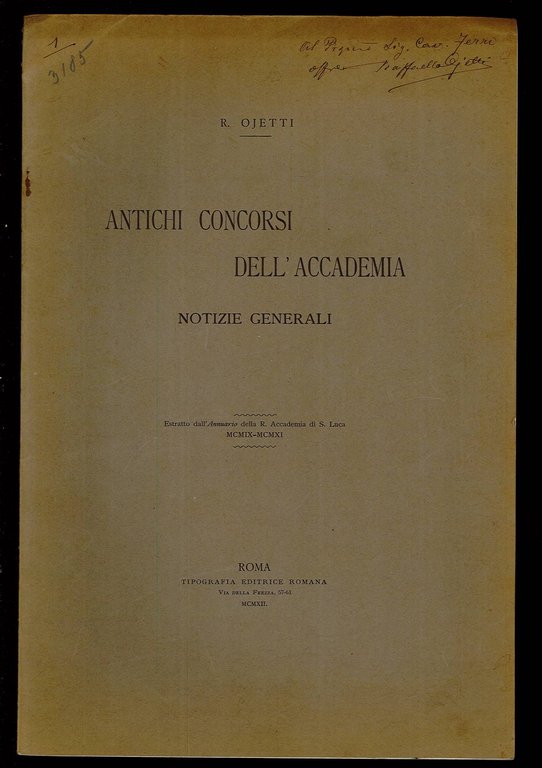 1
3185
Al Sig. Cav. Ferri
offre Raffaello Ojetti
R. OJETTI
ANTICHI CONCORSI
DELL'ACCADEMIA
NOTIZIE GENERALI
Estratto dall'Annuario della R. Accademia di S. Luca
MCMIX-MCMXI
ROMA
TIPOGRAFIA EDITRICE ROMANA
VIA DELLA FREZZA, 57-61
MCMXII.